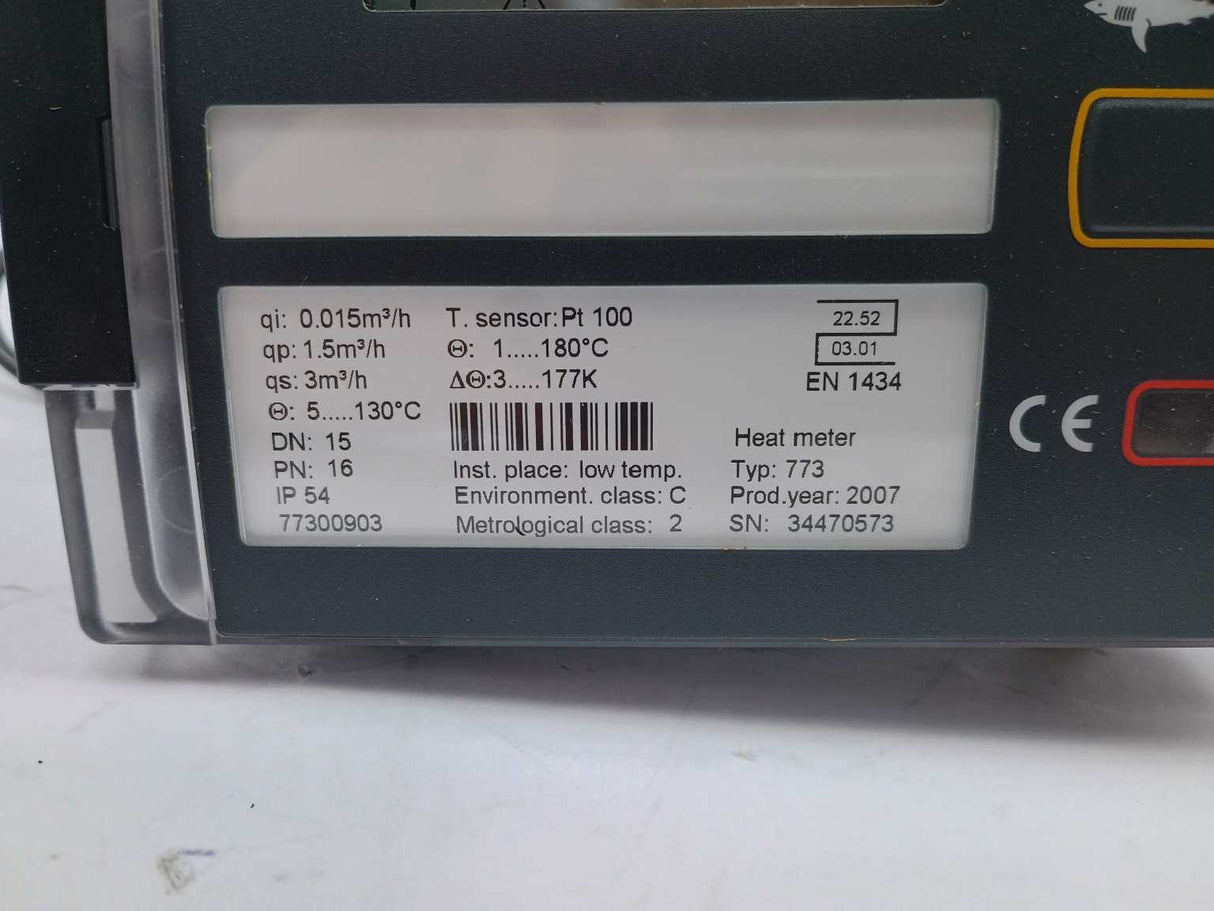 qi: 0.015m³/h
qp: 1.5m³/h
qs: 3m³/h
Θ: 5.....130°C
DN: 15
PN: 16
IP 54
77300903
T. sensor: Pt 100
Θ: 1.....180°C
ΔΘ:3.....177K
Inst. place: low temp.
Environment. class: C
Metrological class: 2
22.52
03.01
EN 1434
Heat meter
Typ: 773
Prod.year: 2007
SN: 34470573
CE